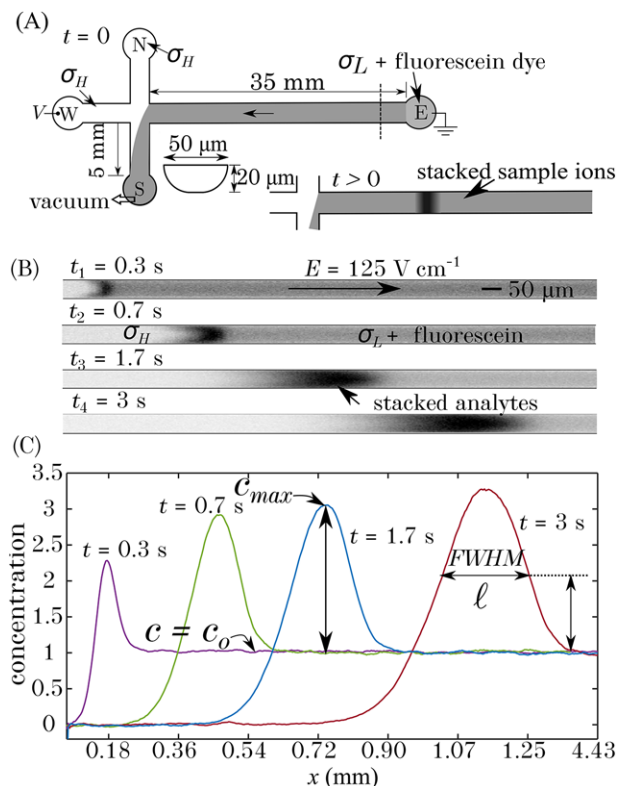 (A)
t = 0
N
σH
σH
V
W
35 mm
σL + fluorescein dye
E
5 mm
50 μm
20 μm
S
vacuum
t > 0
stacked sample ions
(B)
t1 = 0.3 s
E = 125 V cm-1
50 μm
t2 = 0.7 s
σH
σL + fluorescein
t3 = 1.7 s
stacked analytes
t4 = 3 s
(C)
concentration
3.5
3
2.5
2
1.5
1
0.5
0
t = 0.3 s
t = 0.7 s
cmax
t = 1.7 s
t = 3 s
FWHM
ℓ
c = co
0.18 0.36 0.54 0.72 0.90 1.07 1.25 4.43
x (mm)